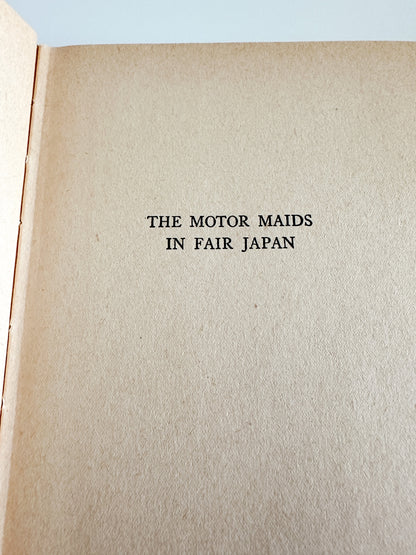 THE MOTOR MAIDS
IN FAIR JAPAN